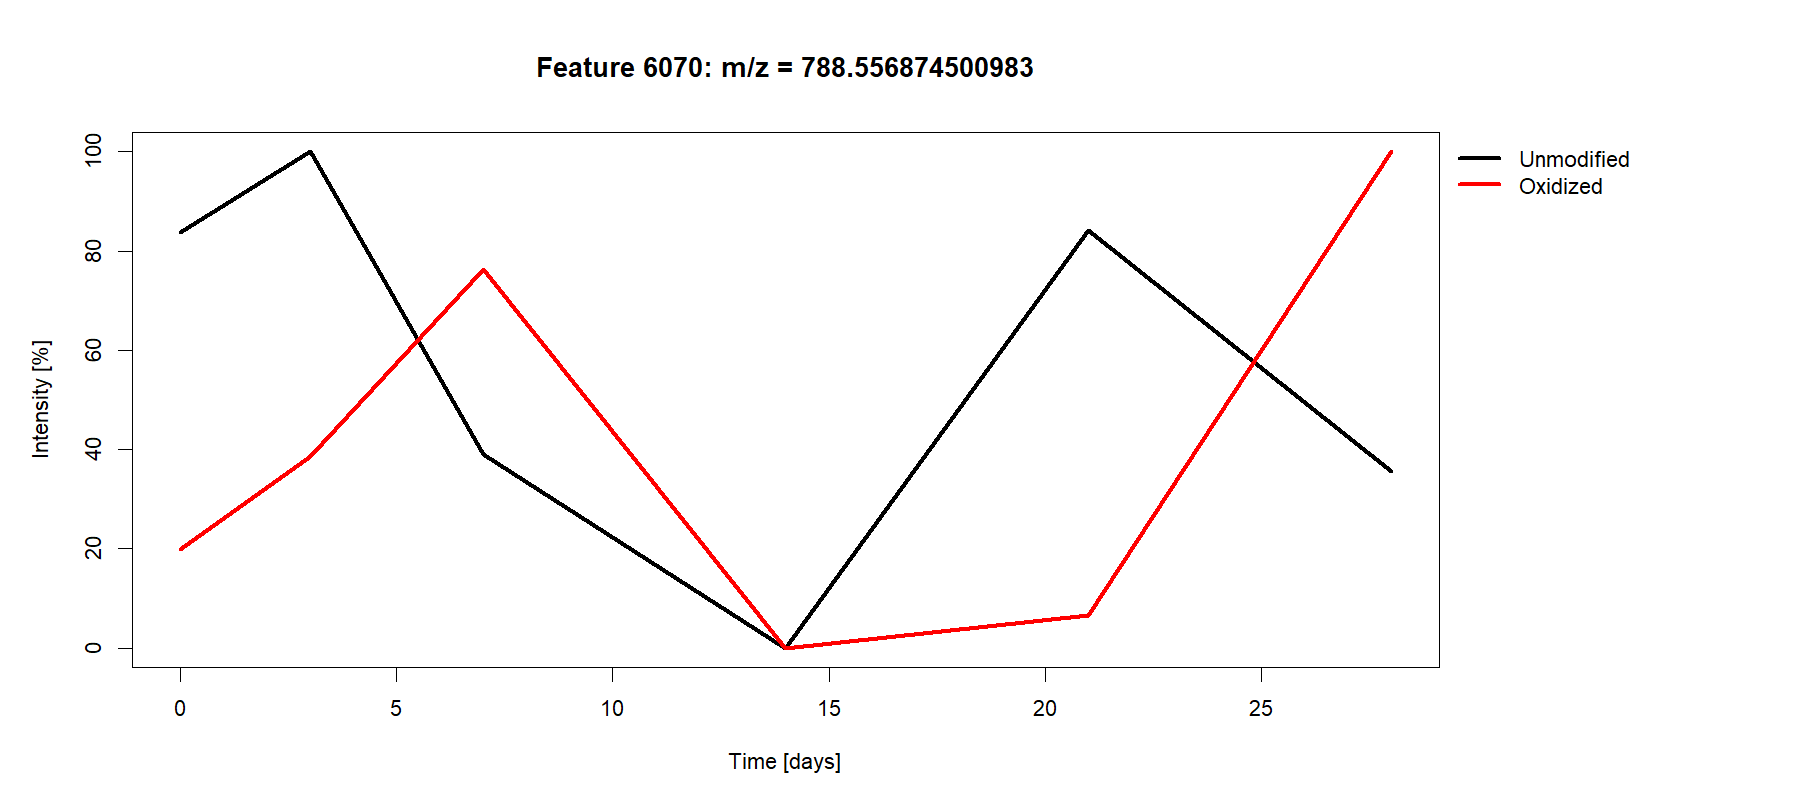 Feature 6070: m/z = 788.556874500983
Unmodified
Oxidized
100
80
60
40
20
0
Intensity [%]
0 5 10 15 20 25
Time [days]